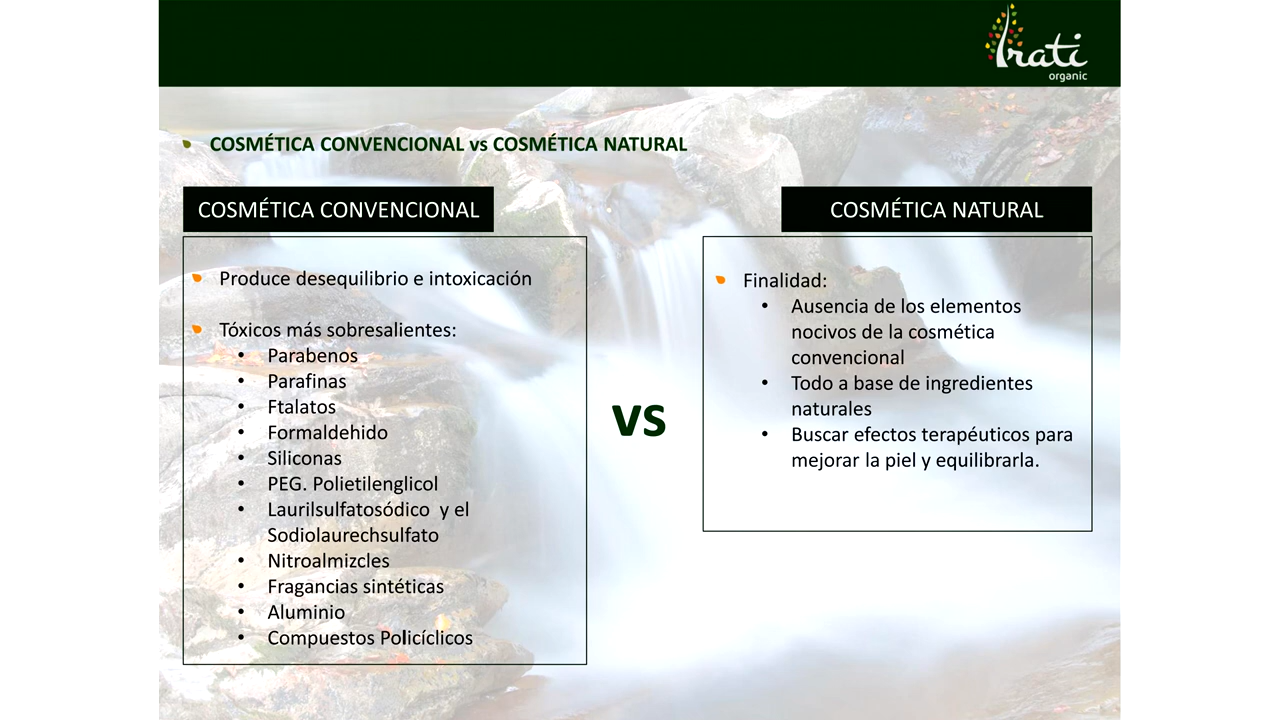 Irati
organic
COSMÉTICA CONVENCIONAL vs COSMÉTICA NATURAL
COSMÉTICA CONVENCIONAL
Produce desequilibrio e intoxicación
Tóxicos más sobresalientes:
• Parabenos
• Parafinas
• Ftalatos
• Formaldehido
• Siliconas
• PEG. Polietilenglicol
• Laurilsulfatosódico y el
Sodiolaurechsulfato
• Nitroalmizcles
• Fragancias sintéticas
• Aluminio
• Compuestos Policíclicos
VS
COSMÉTICA NATURAL
Finalidad:
• Ausencia de los elementos
nocivos de la cosmética
convencional
• Todo a base de ingredientes
naturales
• Buscar efectos terapéuticos para
mejorar la piel y equilibrarla.